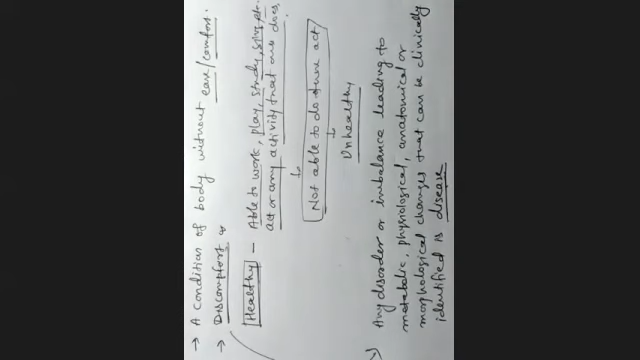 → A condition of body without ease/comfort.
→ Discomfort
Healthy – Able to work, play, study, sing, etc.
act or any activity that one does.
↓
Not able to do these act
↓
Unhealthy
Any disorder or imbalance leading to
metabolic, physiological, anatomical or
morphological changes that can be clinically
identified is disease